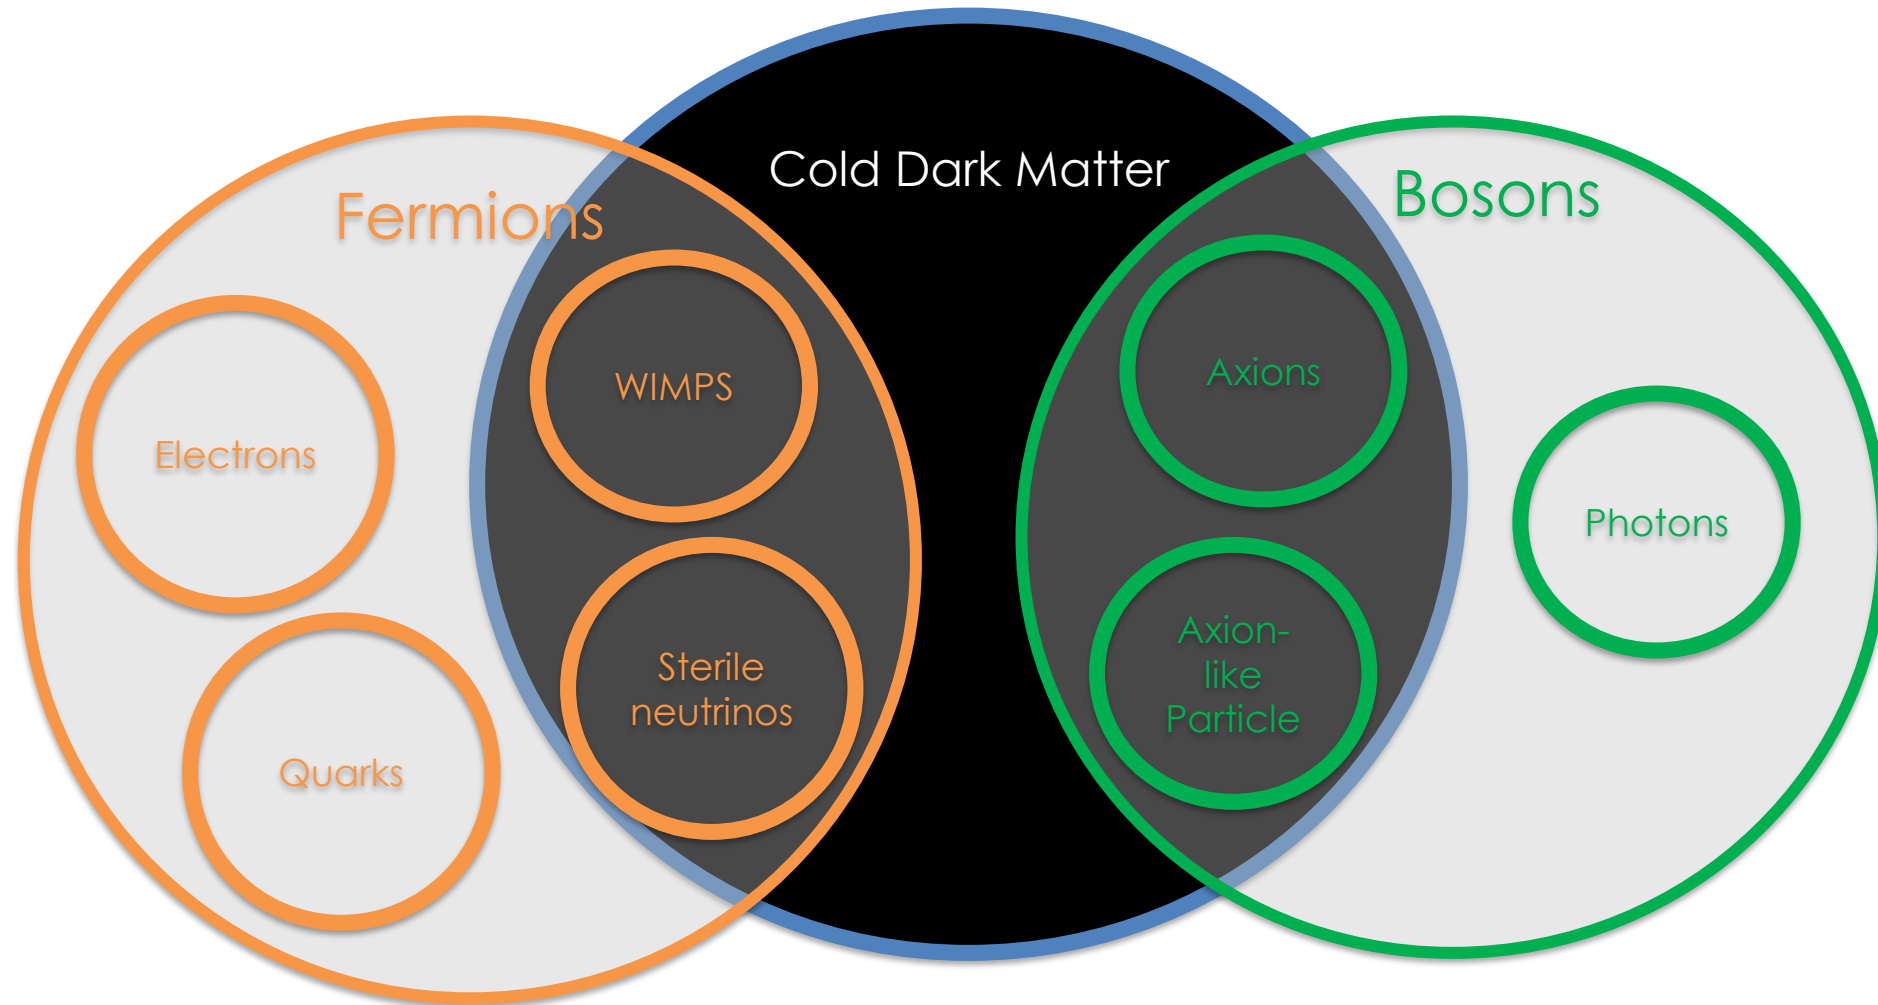 Cold Dark Matter
Fermions
Bosons
WIMPS
Axions
Electrons
Photons
Sterile
neutrinos
Axion-
like
Particle
Quarks